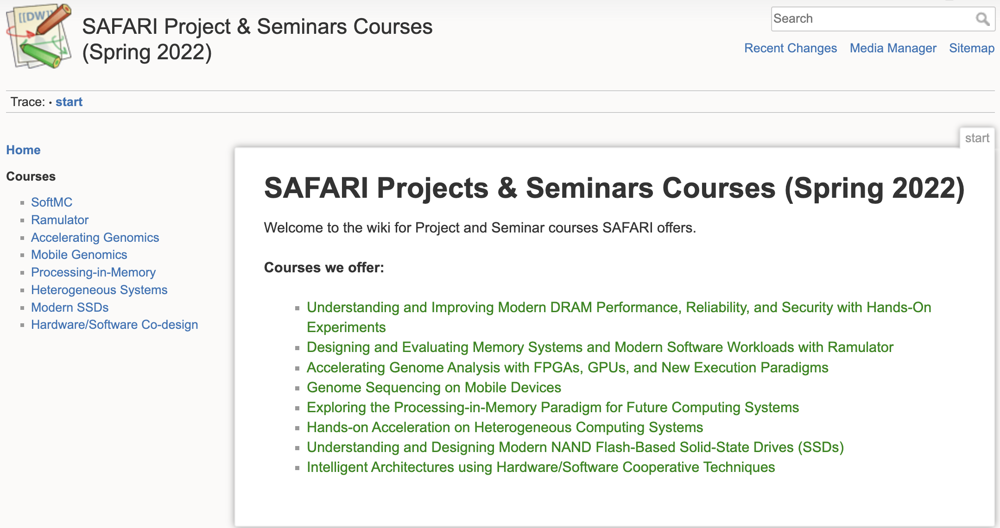 [[DW]]
SAFARI Project & Seminars Courses
(Spring 2022)
Search
Recent Changes Media Manager Sitemap
Trace: • start
start
Home
Courses
SoftMC
Ramulator
Accelerating Genomics
Mobile Genomics
Processing-in-Memory
Heterogeneous Systems
Modern SSDs
Hardware/Software Co-design
SAFARI Projects & Seminars Courses (Spring 2022)
Welcome to the wiki for Project and Seminar courses SAFARI offers.
Courses we offer:
Understanding and Improving Modern DRAM Performance, Reliability, and Security with Hands-On
Experiments
Designing and Evaluating Memory Systems and Modern Software Workloads with Ramulator
Accelerating Genome Analysis with FPGAs, GPUs, and New Execution Paradigms
Genome Sequencing on Mobile Devices
Exploring the Processing-in-Memory Paradigm for Future Computing Systems
Hands-on Acceleration on Heterogeneous Computing Systems
Understanding and Designing Modern NAND Flash-Based Solid-State Drives (SSDs)
Intelligent Architectures using Hardware/Software Cooperative Techniques